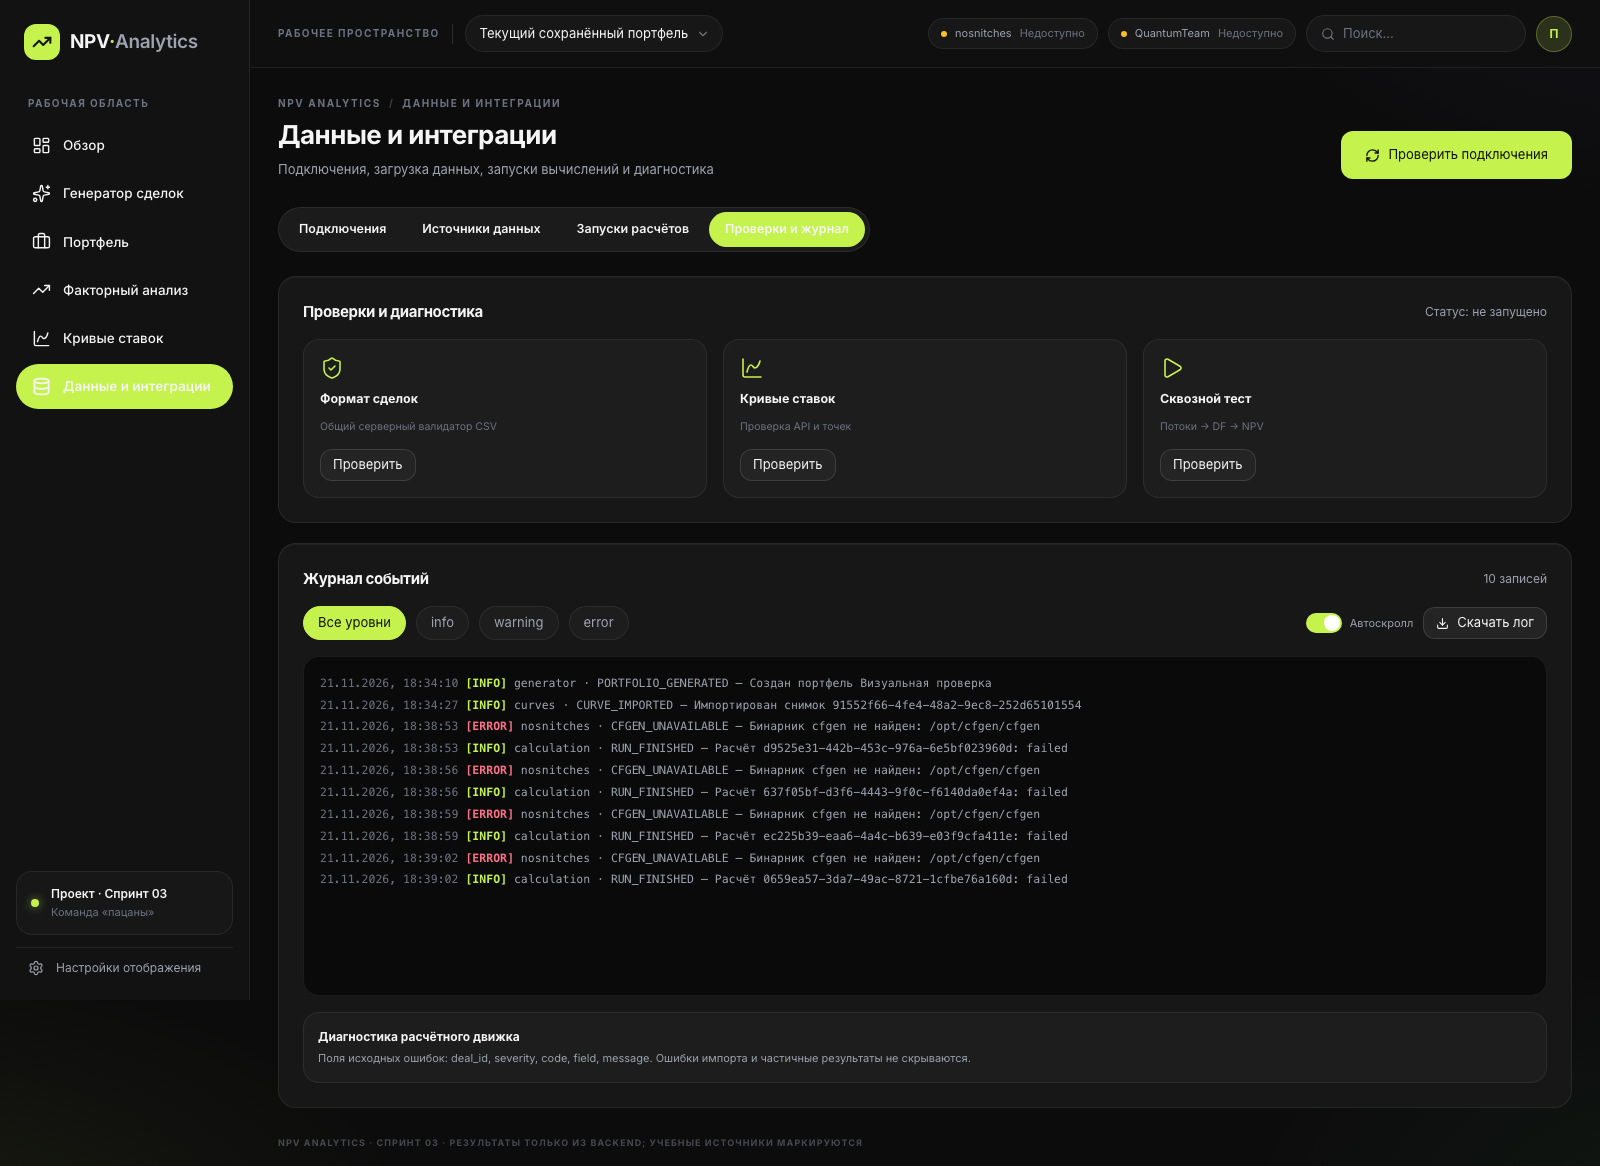 NPV·Analytics
РАБОЧЕЕ ПРОСТРАНСТВО
Текущий сохранённый портфель
nosnitches Недоступно
QuantumTeam Недоступно
Поиск...
П
РАБОЧАЯ ОБЛАСТЬ
Обзор
Генератор сделок
Портфель
Факторный анализ
Кривые ставок
Данные и интеграции
Проект · Спринт 03
Команда «пацаны»
Настройки отображения
NPV ANALYTICS / ДАННЫЕ И ИНТЕГРАЦИИ
Данные и интеграции
Подключения, загрузка данных, запуски вычислений и диагностика
Проверить подключения
Подключения
Источники данных
Запуски расчётов
Проверки и журнал
Проверки и диагностика
Статус: не запущено
Формат сделок
Общий серверный валидатор CSV
Проверить
Кривые ставок
Проверка API и точек
Проверить
Сквозной тест
Потоки → DF → NPV
Проверить
Журнал событий
10 записей
Все уровни
info
warning
error
Автоскролл
Скачать лог
21.11.2026, 18:34:10 [INFO] generator · PORTFOLIO_GENERATED — Создан портфель Визуальная проверка
21.11.2026, 18:34:27 [INFO] curves · CURVE_IMPORTED — Импортирован снимок 91552f66-4fe4-48a2-9ec8-252d65101554
21.11.2026, 18:38:53 [ERROR] nosnitches · CFGEN_UNAVAILABLE — Бинарник cfgen не найден: /opt/cfgen/cfgen
21.11.2026, 18:38:53 [INFO] calculation · RUN_FINISHED — Расчёт d9525e31-442b-453c-976a-6e5bf023960d: failed
21.11.2026, 18:38:56 [ERROR] nosnitches · CFGEN_UNAVAILABLE — Бинарник cfgen не найден: /opt/cfgen/cfgen
21.11.2026, 18:38:56 [INFO] calculation · RUN_FINISHED — Расчёт 637f05bf-d3f6-4443-9f0c-f6140da0ef4a: failed
21.11.2026, 18:38:59 [ERROR] nosnitches · CFGEN_UNAVAILABLE — Бинарник cfgen не найден: /opt/cfgen/cfgen
21.11.2026, 18:38:59 [INFO] calculation · RUN_FINISHED — Расчёт ec225b39-eaa6-4a4c-b639-e03f9cfa411e: failed
21.11.2026, 18:39:02 [ERROR] nosnitches · CFGEN_UNAVAILABLE — Бинарник cfgen не найден: /opt/cfgen/cfgen
21.11.2026, 18:39:02 [INFO] calculation · RUN_FINISHED — Расчёт 0659ea57-3da7-49ac-8721-1cfbe76a160d: failed
Диагностика расчётного движка
Поля исходных ошибок: deal_id, severity, code, field, message. Ошибки импорта и частичные результаты не скрываются.
NPV ANALYTICS · СПРИНТ 03 · РЕЗУЛЬТАТЫ ТОЛЬКО ИЗ BACKEND; УЧЕБНЫЕ ИСТОЧНИКИ МАРКИРУЮТСЯ